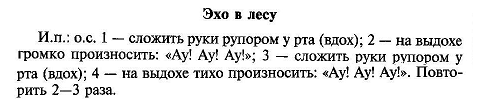 Эхо в лесу
И.п.: о.с. 1 — сложить руки рупором у рта (вдох); 2 — на выдохе
громко произносить: «Ау! Ау! Ау!»; 3 — сложить руки рупором у
рта (вдох); 4 — на выдохе тихо произносить: «Ау! Ау! Ау!». Повто-
рить 2—3 раза.